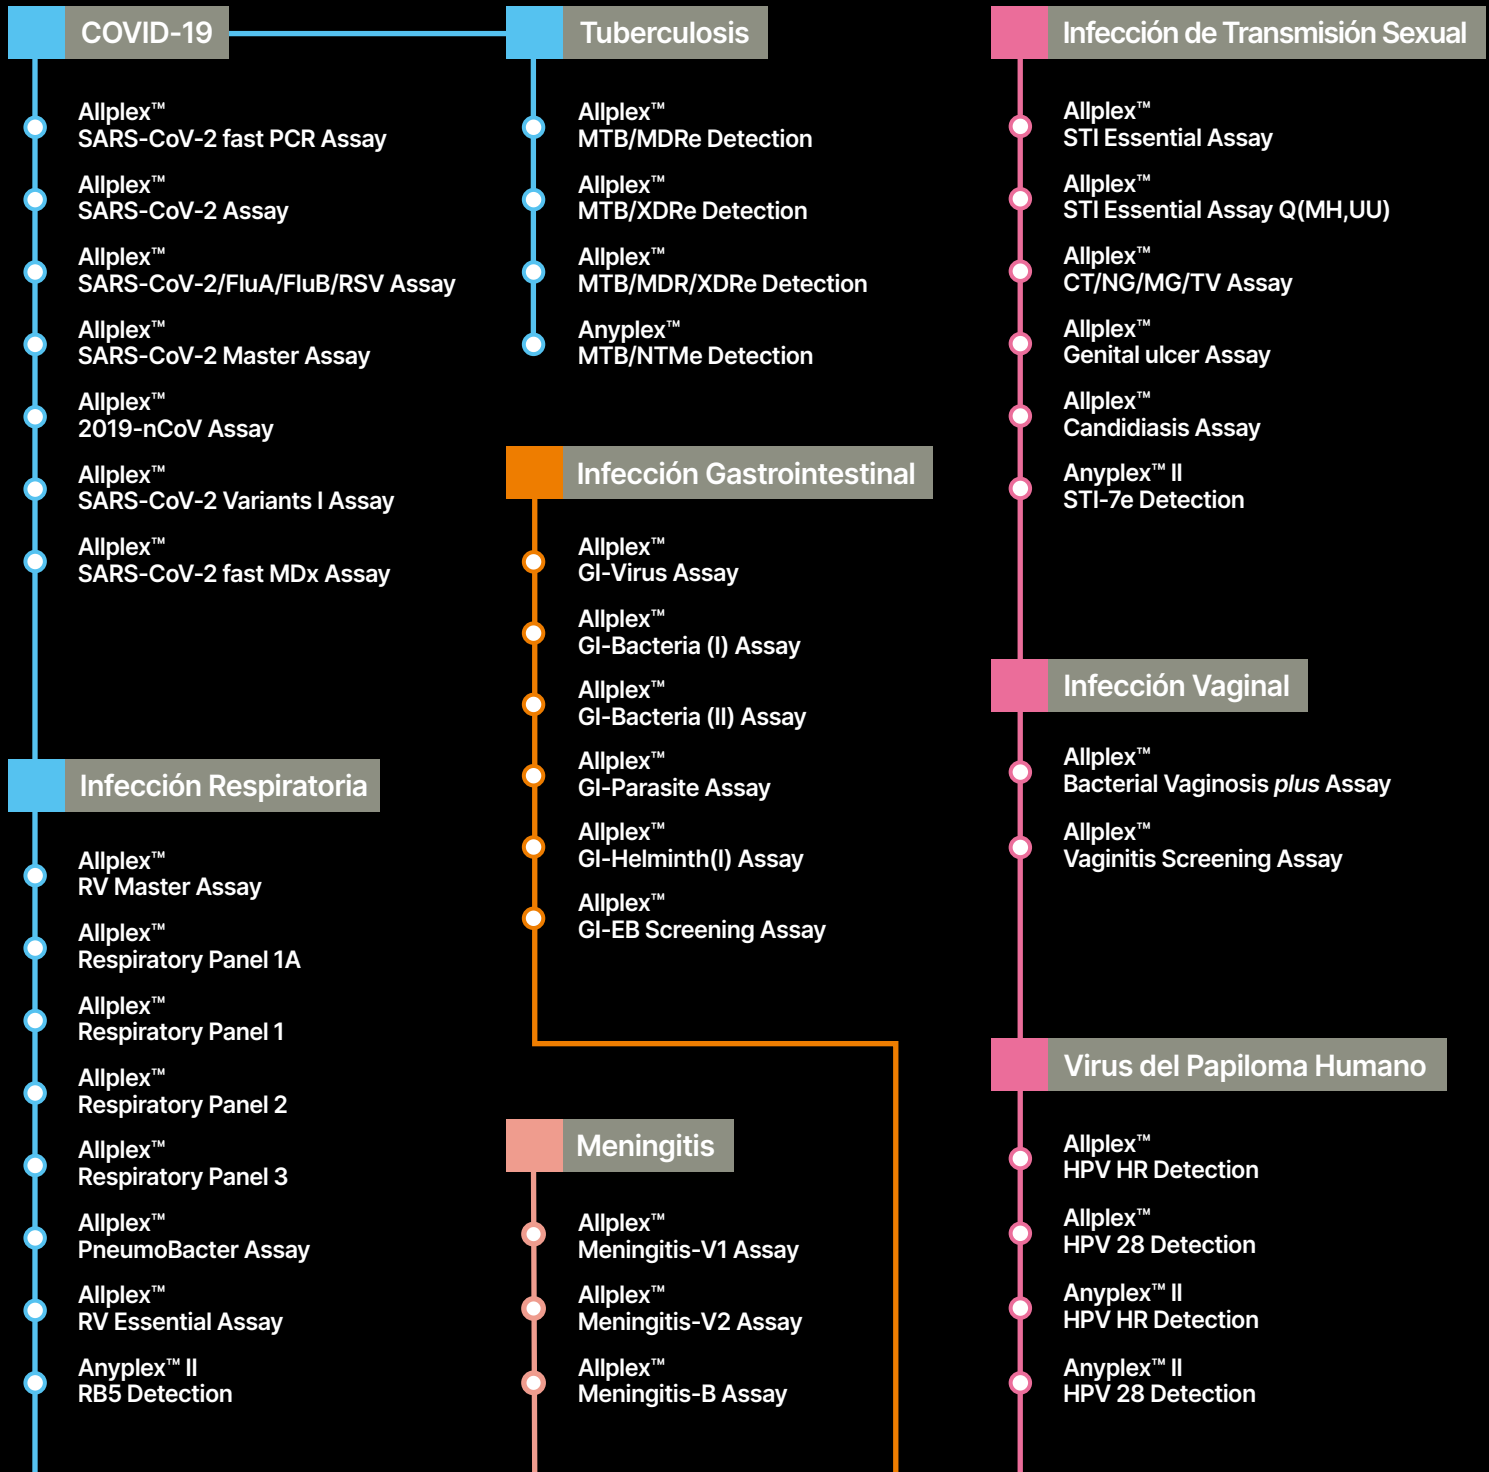 COVID-19
Allplex™
SARS-CoV-2 fast PCR Assay
Allplex™
SARS-CoV-2 Assay
Allplex™
SARS-CoV-2/FluA/FluB/RSV Assay
Allplex™
SARS-CoV-2 Master Assay
Allplex™
2019-nCoV Assay
Allplex™
SARS-CoV-2 Variants I Assay
Allplex™
SARS-CoV-2 fast MDx Assay
Infección Respiratoria
Allplex™
RV Master Assay
Allplex™
Respiratory Panel 1A
Allplex™
Respiratory Panel 1
Allplex™
Respiratory Panel 2
Allplex™
Respiratory Panel 3
Allplex™
PneumoBacter Assay
Allplex™
RV Essential Assay
Anyplex™ II
RB5 Detection
Tuberculosis
Allplex™
MTB/MDRe Detection
Allplex™
MTB/XDRe Detection
Allplex™
MTB/MDR/XDRe Detection
Anyplex™
MTB/NTMe Detection
Infección Gastrointestinal
Allplex™
GI-Virus Assay
Allplex™
GI-Bacteria (I) Assay
Allplex™
GI-Bacteria (II) Assay
Allplex™
GI-Parasite Assay
Allplex™
GI-Helminth(I) Assay
Allplex™
GI-EB Screening Assay
Meningitis
Allplex™
Meningitis-V1 Assay
Allplex™
Meningitis-V2 Assay
Allplex™
Meningitis-B Assay
Infección de Transmisión Sexual
Allplex™
STI Essential Assay
Allplex™
STI Essential Assay Q(MH,UU)
Allplex™
CT/NG/MG/TV Assay
Allplex™
Genital ulcer Assay
Allplex™
Candidiasis Assay
Anyplex™ II
STI-7e Detection
Infección Vaginal
Allplex™
Bacterial Vaginosis plus Assay
Allplex™
Vaginitis Screening Assay
Virus del Papiloma Humano
Allplex™
HPV HR Detection
Allplex™
HPV 28 Detection
Anyplex™ II
HPV HR Detection
Anyplex™ II
HPV 28 Detection